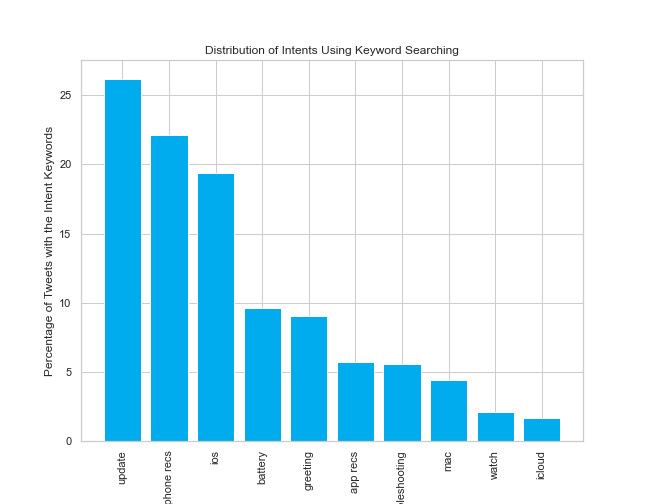 Distribution of Intents Using Keyword Searching
Percentage of Tweets with the Intent Keywords
25
20
15
10
5
0
update
phone recs
ios
battery
greeting
app recs
leshooting
mac
watch
icloud